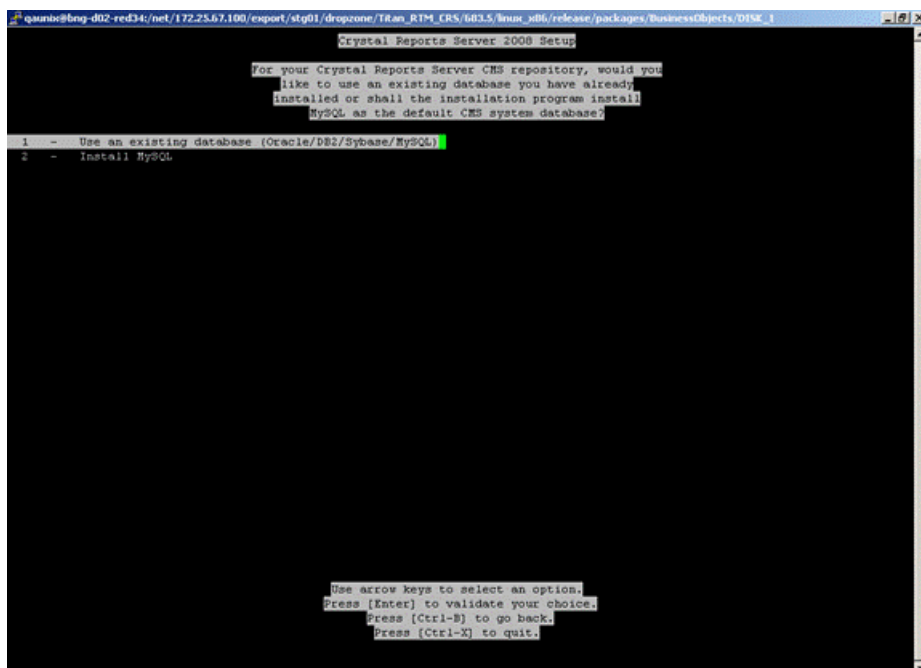 qaunix@bng-d02-red34:/net/172.25.67.100/export/stg01/dropzone/Titan_RTM_CRS/603.5/linux_x86/release/packages/BusinessObjects/DISK_1
Crystal Reports Server 2008 Setup
For your Crystal Reports Server CMS repository, would you
like to use an existing database you have already
installed or shall the installation program install
MySQL as the default CMS system database?
1 - Use an existing database (Oracle/DB2/Sybase/MySQL)
2 - Install MySQL
Use arrow keys to select an option.
Press [Enter] to validate your choice.
Press [Ctrl-B] to go back.
Press [Ctrl-X] to quit.